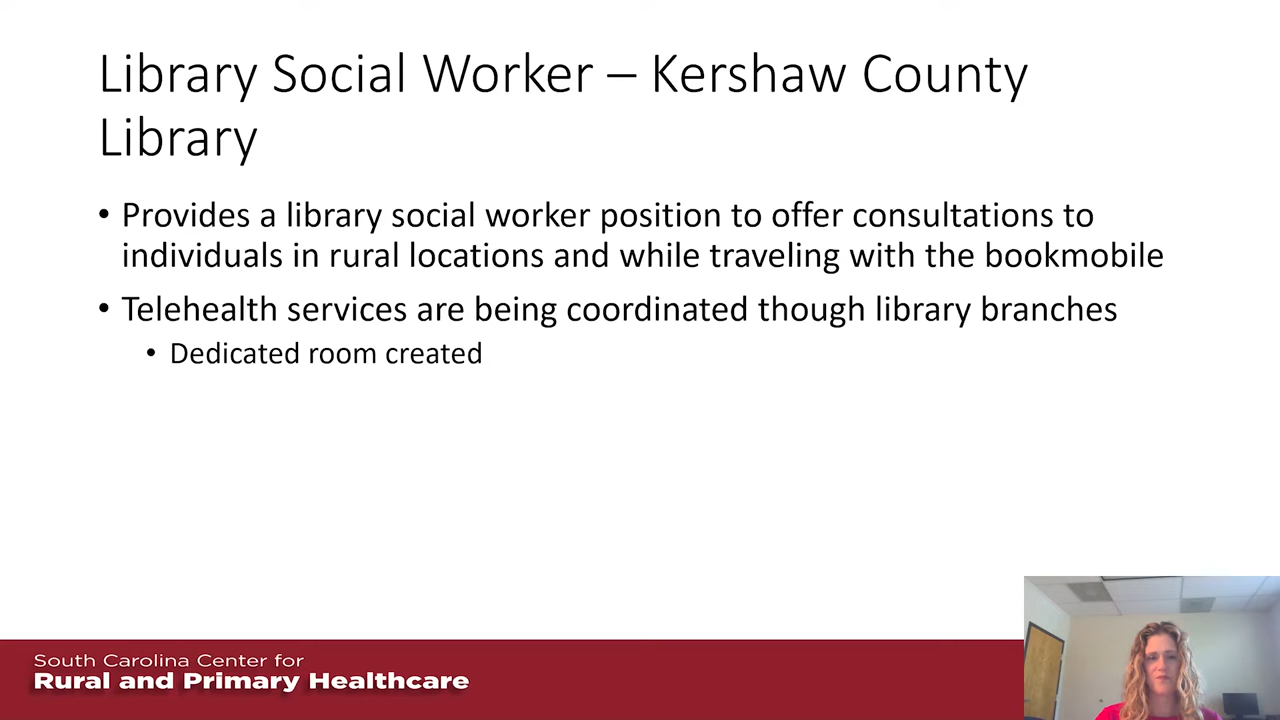 Library Social Worker – Kershaw County
Library
• Provides a library social worker position to offer consultations to
individuals in rural locations and while traveling with the bookmobile
• Telehealth services are being coordinated though library branches
• Dedicated room created
South Carolina Center for
Rural and Primary Healthcare